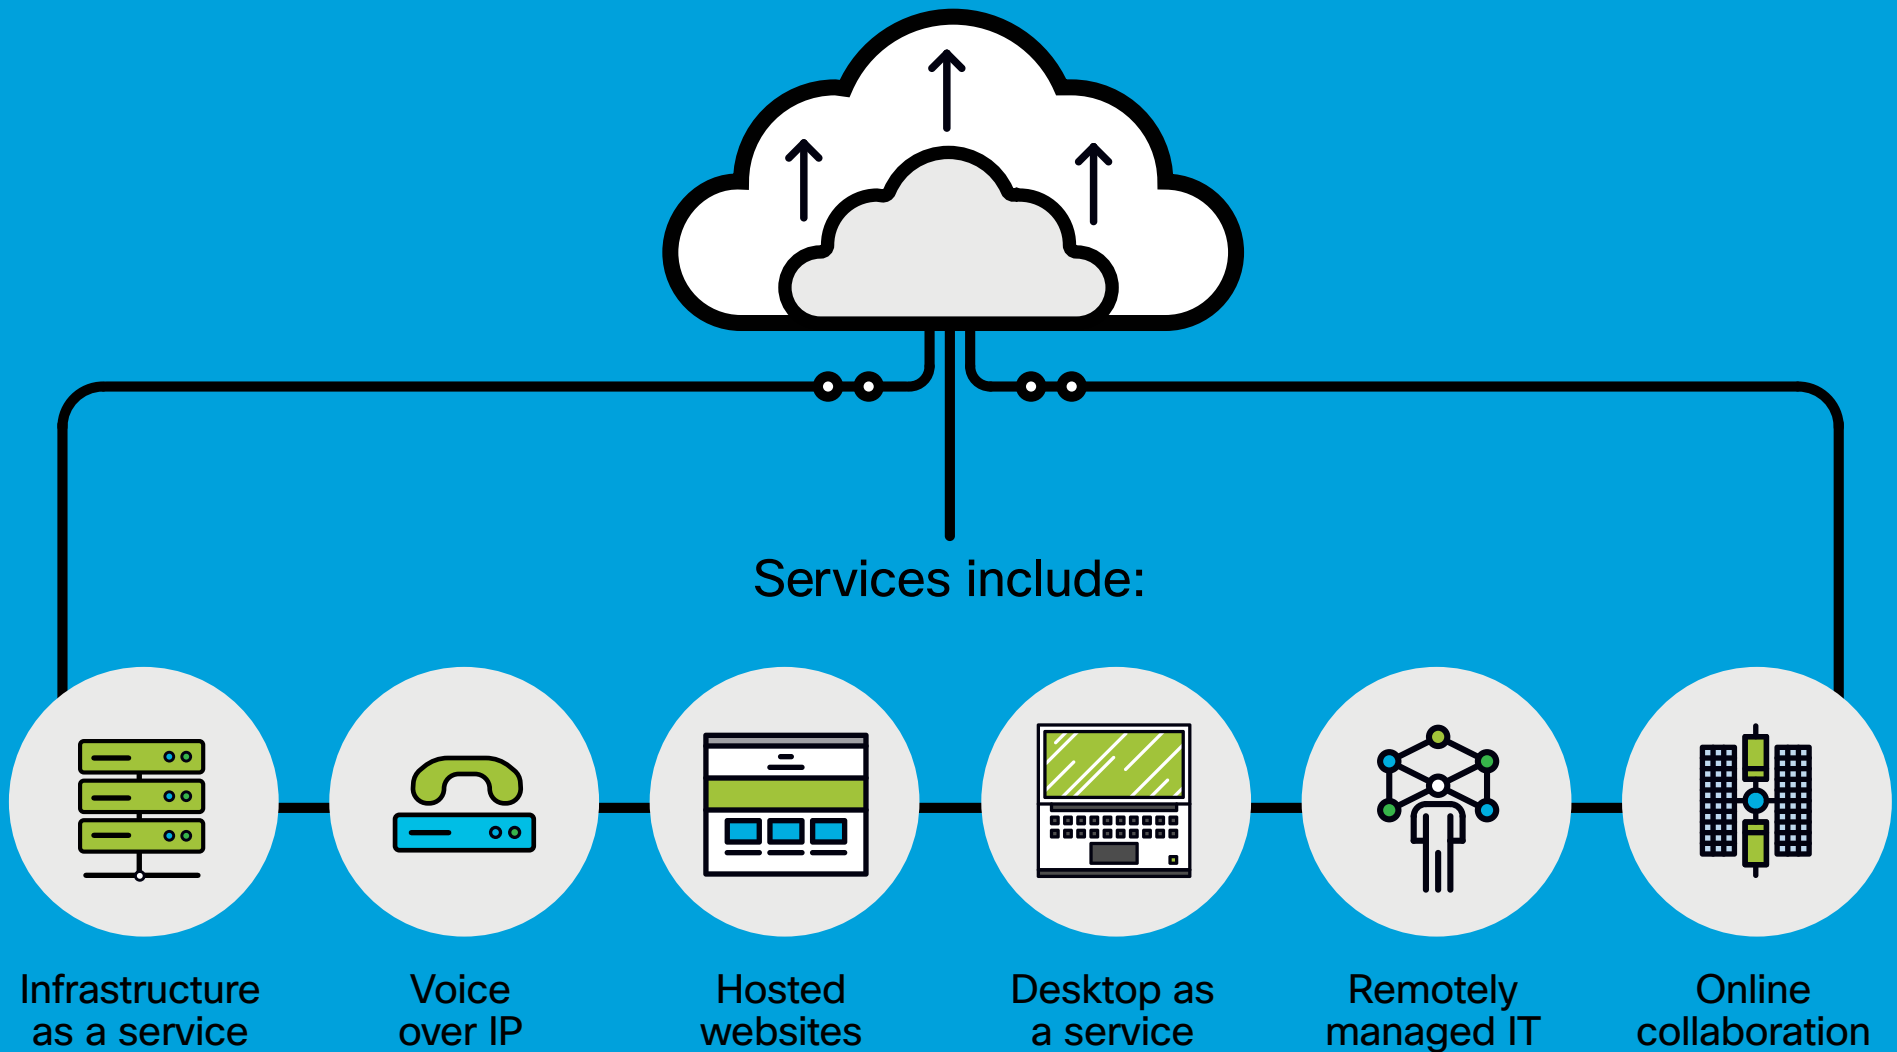 Services include:
Infrastructure
as a service
Voice
over IP
Hosted
websites
Desktop as
a service
Remotely
managed IT
Online
collaboration